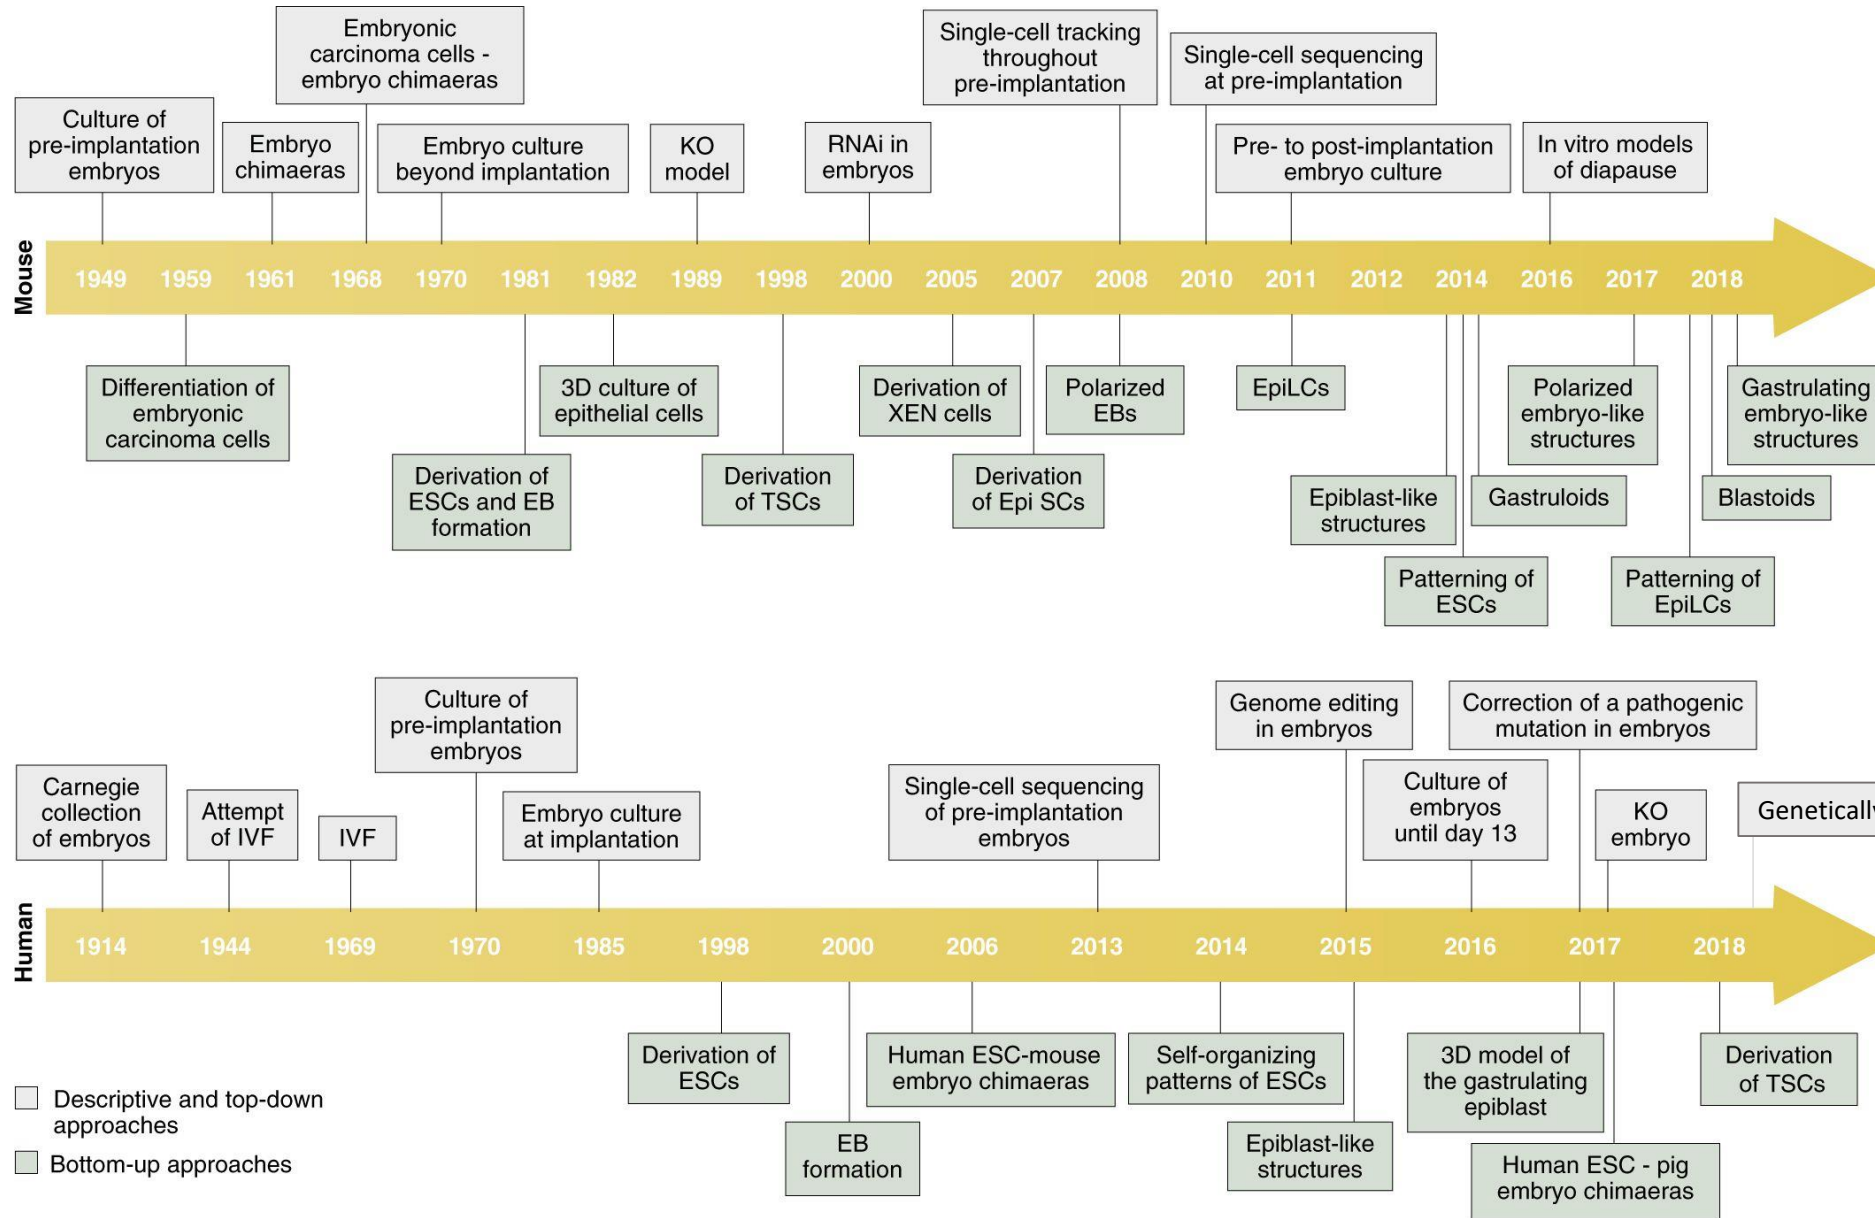 Embryonic
carcinoma cells -
embryo chimaeras
Single-cell tracking
throughout
pre-implantation
Single-cell sequencing
at pre-implantation
Culture of
pre-implantation
embryos
Embryo
chimaeras
Embryo culture
beyond implantation
KO
model
RNAi in
embryos
Pre- to post-implantation
embryo culture
In vitro models
of diapause
Mouse
1949 1959 1961 1968 1970 1981 1982 1989 1998 2000 2005 2007 2008 2010 2011 2012 2014 2016 2017 2018
Differentiation of
embryonic
carcinoma cells
3D culture of
epithelial cells
Derivation of
XEN cells
Polarized
EBs
EpiLCs
Polarized
embryo-like
structures
Gastrulating
embryo-like
structures
Derivation of
ESCs and EB
formation
Derivation
of TSCs
Derivation
of Epi SCs
Epiblast-like
structures
Gastruloids
Blastoids
Patterning of
ESCs
Patterning of
EpiLCs
Culture of
pre-implantation
embryos
Genome editing
in embryos
Correction of a pathogenic
mutation in embryos
Carnegie
collection
of embryos
Attempt
of IVF
IVF
Embryo culture
at implantation
Single-cell sequencing
of pre-implantation
embryos
Culture of
embryos
until day 13
KO
embryo
Genetically
Human
1914 1944 1969 1970 1985 1998 2000 2006 2013 2014 2015 2016 2017 2018
Derivation of
ESCs
Human ESC-mouse
embryo chimaeras
Self-organizing
patterns of ESCs
3D model of
the gastrulating
epiblast
Derivation
of TSCs
EB
formation
Epiblast-like
structures
Human ESC - pig
embryo chimaeras
Descriptive and top-down
approaches
Bottom-up approaches